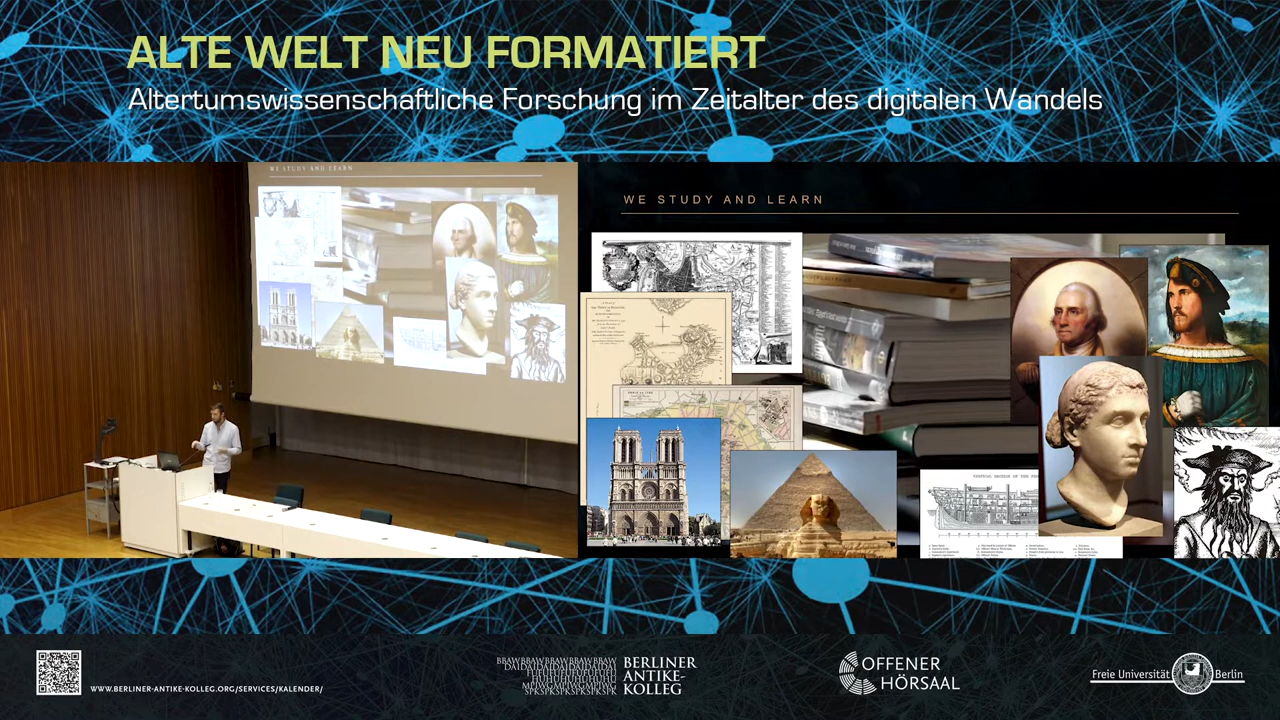 ALTE WELT NEU FORMATIERT
Altertumswissenschaftliche Forschung im Zeitalter des digitalen Wandels
WE STUDY AND LEARN
WE STUDY AND LEARN
WWW.BERLINER-ANTIKE-KOLLEG.ORG/SERVICES/KALENDER/
BERLINER
ANTIKE-
KOLLEG
OFFENER
HÖRSAAL
Freie Universität Berlin